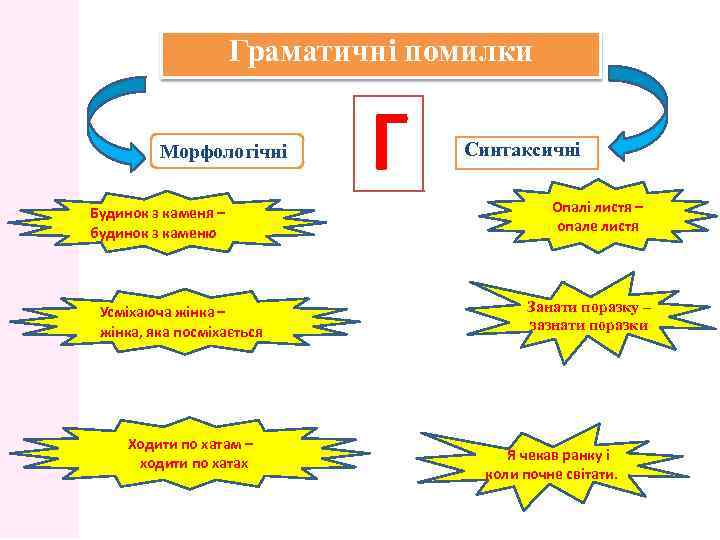 Граматичні помилки
Г
Морфологічні
Синтаксичні
Будинок з каменя –
будинок з каменю
Опалі листя –
опале листя
Усміхаюча жінка –
жінка, яка посміхається
Занати поразку –
зазнати поразки
Ходити по хатам –
ходити по хатах
Я чекав ранку і
коли почне світати.